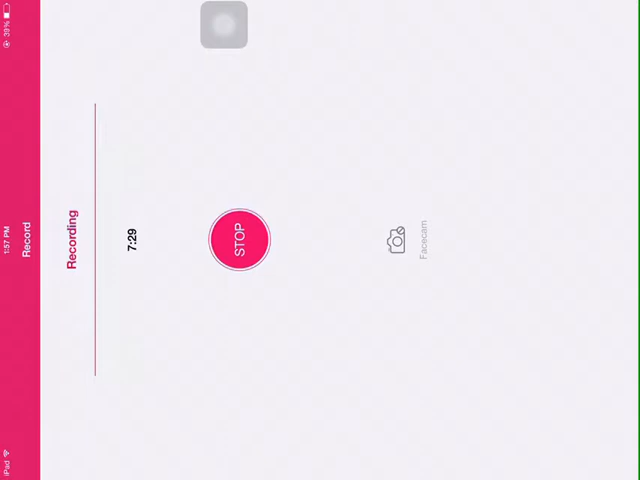 iPad 1:57 PM 39%
Record
Recording
7:29
STOP
Facecam